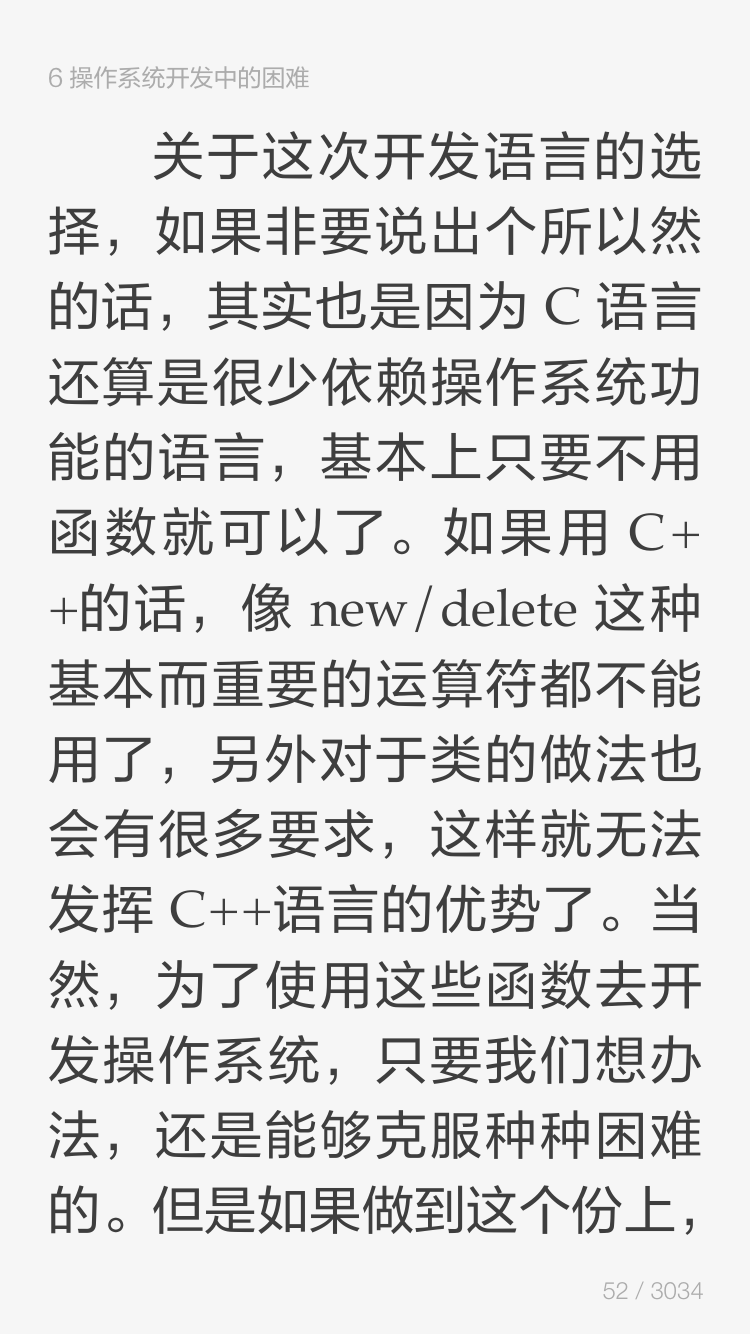 6 操作系统开发中的困难
关于这次开发语言的选
择，如果非要说出个所以然
的话，其实也是因为 C 语言
还算是很少依赖操作系统功
能的语言，基本上只要不用
函数就可以了。如果用 C+
+的话，像 new/delete 这种
基本而重要的运算符都不能
用了，另外对于类的做法也
会有很多要求，这样就无法
发挥 C++语言的优势了。当
然，为了使用这些函数去开
发操作系统，只要我们想办
法，还是能够克服种种困难
的。但是如果做到这个份上，
52 / 3034